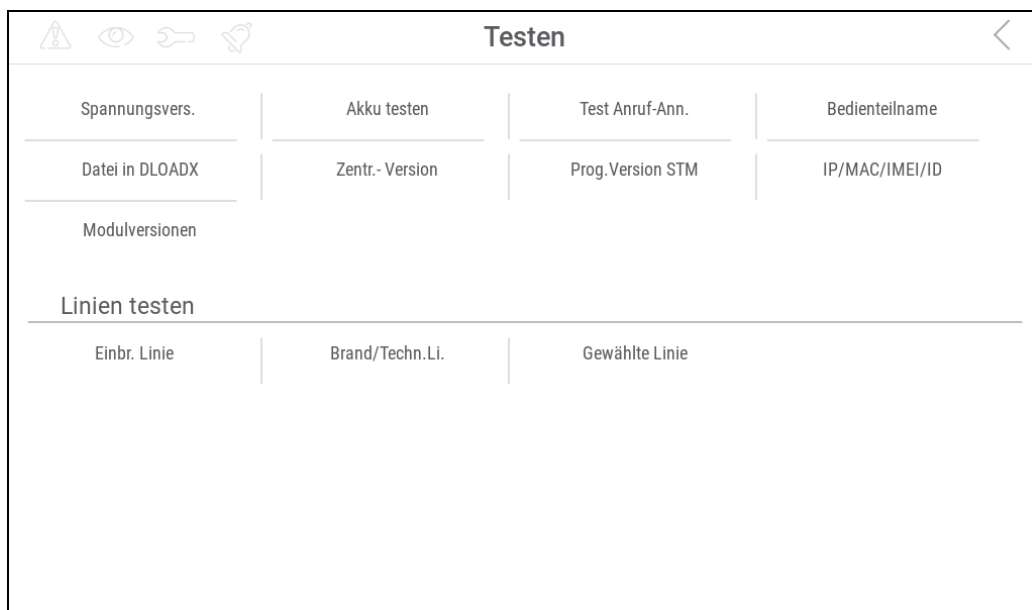 Testen
Spannungsvers. Akku testen Test Anruf-Ann. Bedienteilname
Datei in DLOADX Zentr.- Version Prog.Version STM IP/MAC/IMEI/ID
Modulversionen
Linien testen
Einbr. Linie Brand/Techn.Li. Gewählte Linie